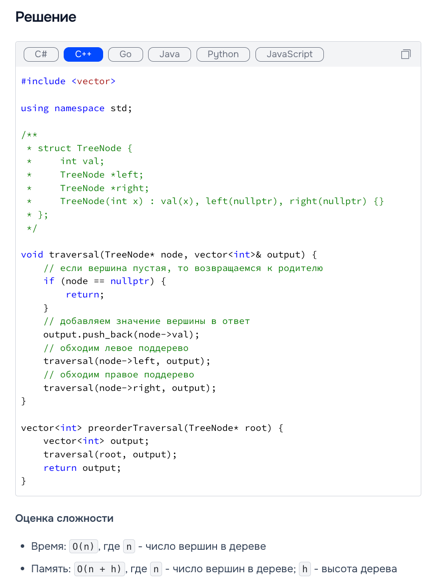 Решение
C# C++ Go Java Python JavaScript
#include <vector>
using namespace std;
/**
 * struct TreeNode {
 *     int val;
 *     TreeNode *left;
 *     TreeNode *right;
 *     TreeNode(int x) : val(x), left(nullptr), right(nullptr) {}
 * };
 */
void traversal(TreeNode* node, vector<int>& output) {
    // если вершина пустая, то возвращаемся к родителю
    if (node == nullptr) {
        return;
    }
    // добавляем значение вершины в ответ
    output.push_back(node->val);
    // обходим левое поддерево
    traversal(node->left, output);
    // обходим правое поддерево
    traversal(node->right, output);
}
vector<int> preorderTraversal(TreeNode* root) {
    vector<int> output;
    traversal(root, output);
    return output;
}
Оценка сложности
• Время: O(n), где n - число вершин в дереве
• Память: O(n + h), где n - число вершин в дереве; h - высота дерева